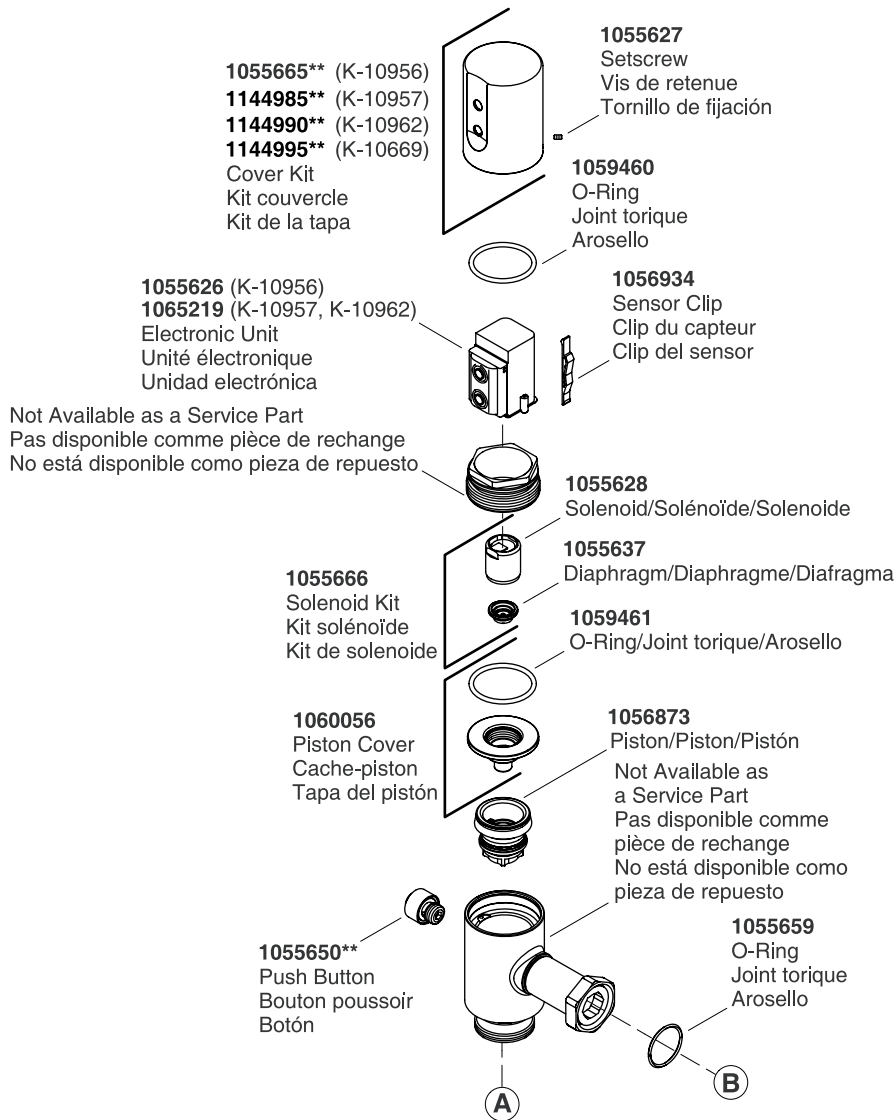 1055627
Setscrew
Vis de retenue
Tornillo de fijación
1055665** (K-10956)
1144985** (K-10957)
1144990** (K-10962)
1144995** (K-10669)
Cover Kit
Kit couvercle
Kit de la tapa
1059460
O-Ring
Joint torique
Arosello
1055626 (K-10956)
1065219 (K-10957, K-10962)
Electronic Unit
Unité électronique
Unidad electrónica
1056934
Sensor Clip
Clip du capteur
Clip del sensor
Not Available as a Service Part
Pas disponible comme pièce de rechange
No está disponible como pieza de repuesto
1055628
Solenoid/Solénoïde/Solenoide
1055637
Diaphragm/Diaphragme/Diafragma
1055666
Solenoid Kit
Kit solénoïde
Kit de solenoide
1059461
O-Ring/Joint torique/Arosello
1060056
Piston Cover
Cache-piston
Tapa del pistón
1056873
Piston/Piston/Pistón
Not Available as
a Service Part
Pas disponible comme
pièce de rechange
No está disponible como
pieza de repuesto
1055650**
Push Button
Bouton poussoir
Botón
1055659
O-Ring
Joint torique
Arosello
A
B